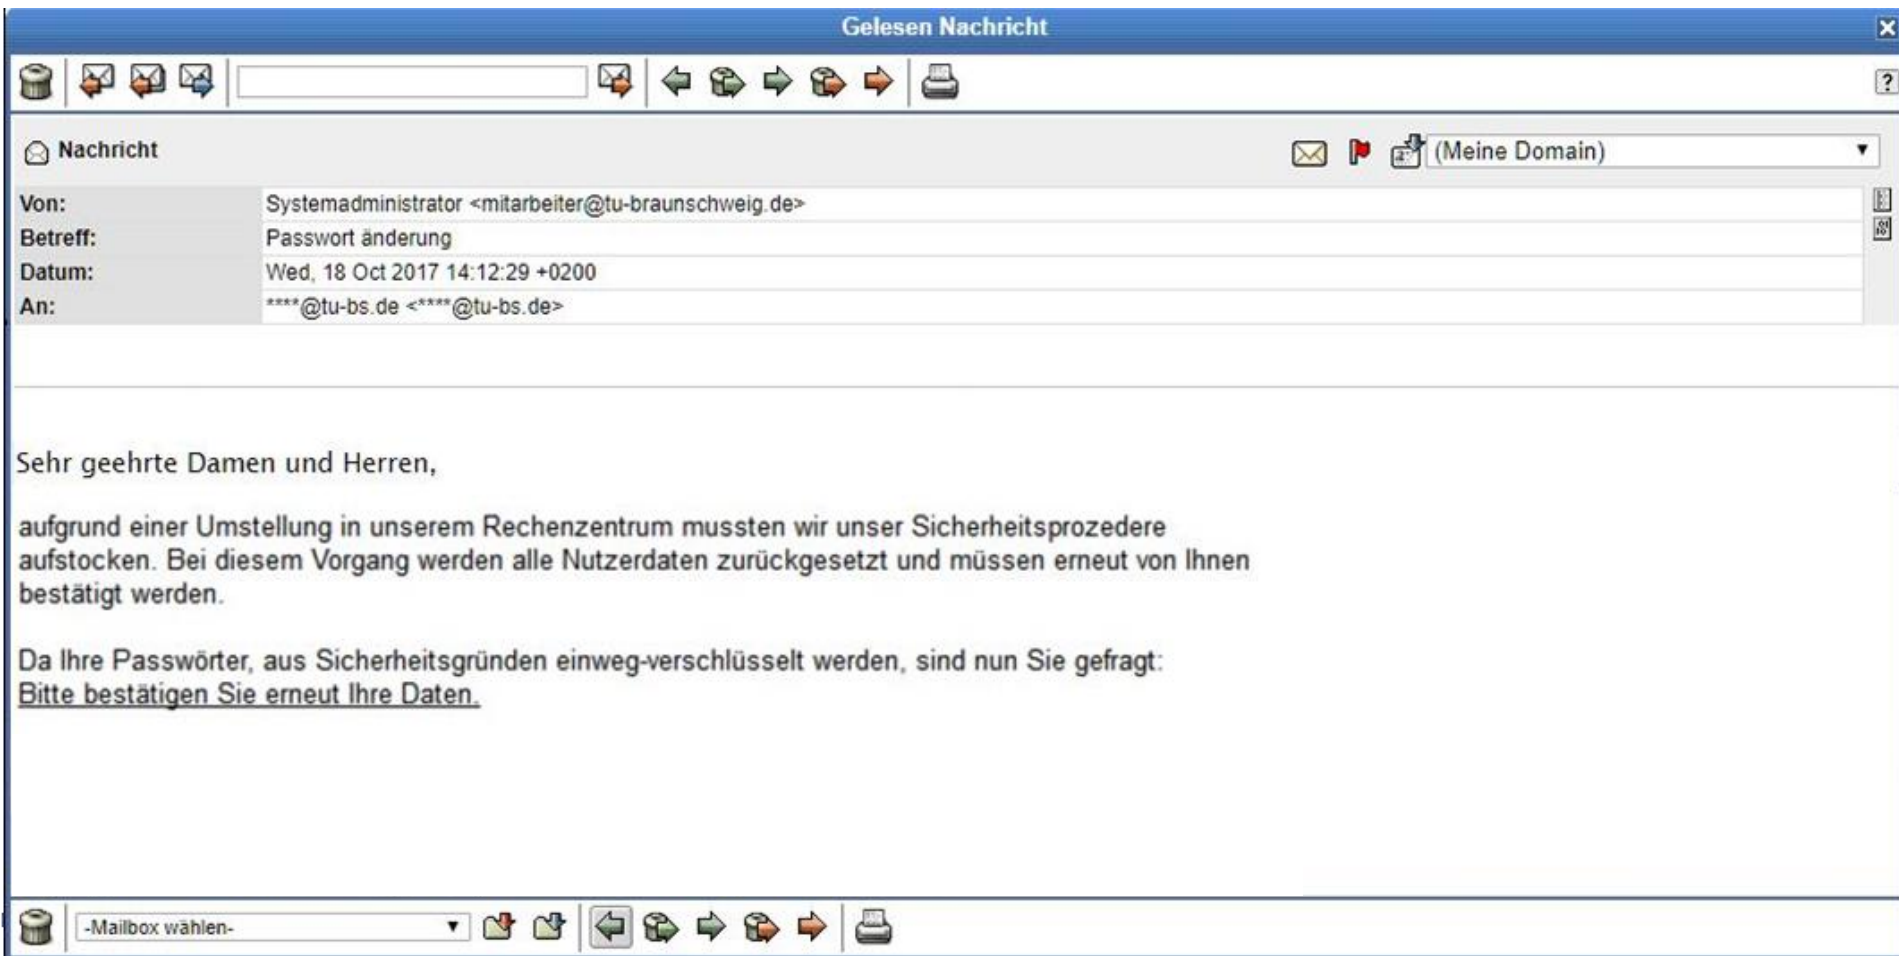 Gelesen Nachricht
Nachricht
(Meine Domain)
Von: Systemadministrator <mitarbeiter@tu-braunschweig.de>
Betreff: Passwort änderung
Datum: Wed, 18 Oct 2017 14:12:29 +0200
An: ****@tu-bs.de <****@tu-bs.de>
Sehr geehrte Damen und Herren,
aufgrund einer Umstellung in unserem Rechenzentrum mussten wir unser Sicherheitsprozedere
aufstocken. Bei diesem Vorgang werden alle Nutzerdaten zurückgesetzt und müssen erneut von Ihnen
bestätigt werden.
Da Ihre Passwörter, aus Sicherheitsgründen einweg-verschlüsselt werden, sind nun Sie gefragt:
Bitte bestätigen Sie erneut Ihre Daten.
-Mailbox wählen-